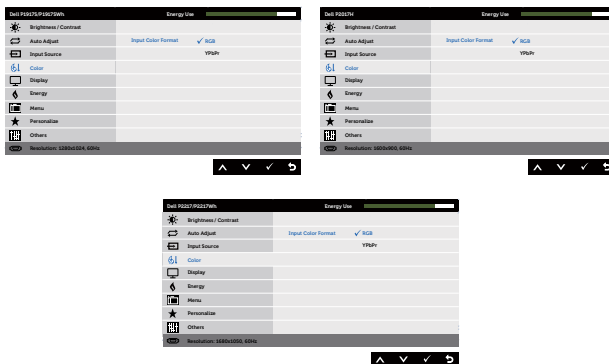 Dell P1917S/P1917SWh Energy Use
Brightness / Contrast
Auto Adjust Input Color Format ✓ RGB
Input Source YPbPr
Color
Display
Energy
Menu
Personalize
Others
Resolution: 1280x1024, 60Hz
Dell P2017H Energy Use
Brightness / Contrast
Auto Adjust Input Color Format ✓ RGB
Input Source YPbPr
Color
Display
Energy
Menu
Personalize
Others
Resolution: 1600x900, 60Hz
Dell P2217/P2217Wh Energy Use
Brightness / Contrast
Auto Adjust Input Color Format ✓ RGB
Input Source YPbPr
Color
Display
Energy
Menu
Personalize
Others
Resolution: 1680x1050, 60Hz